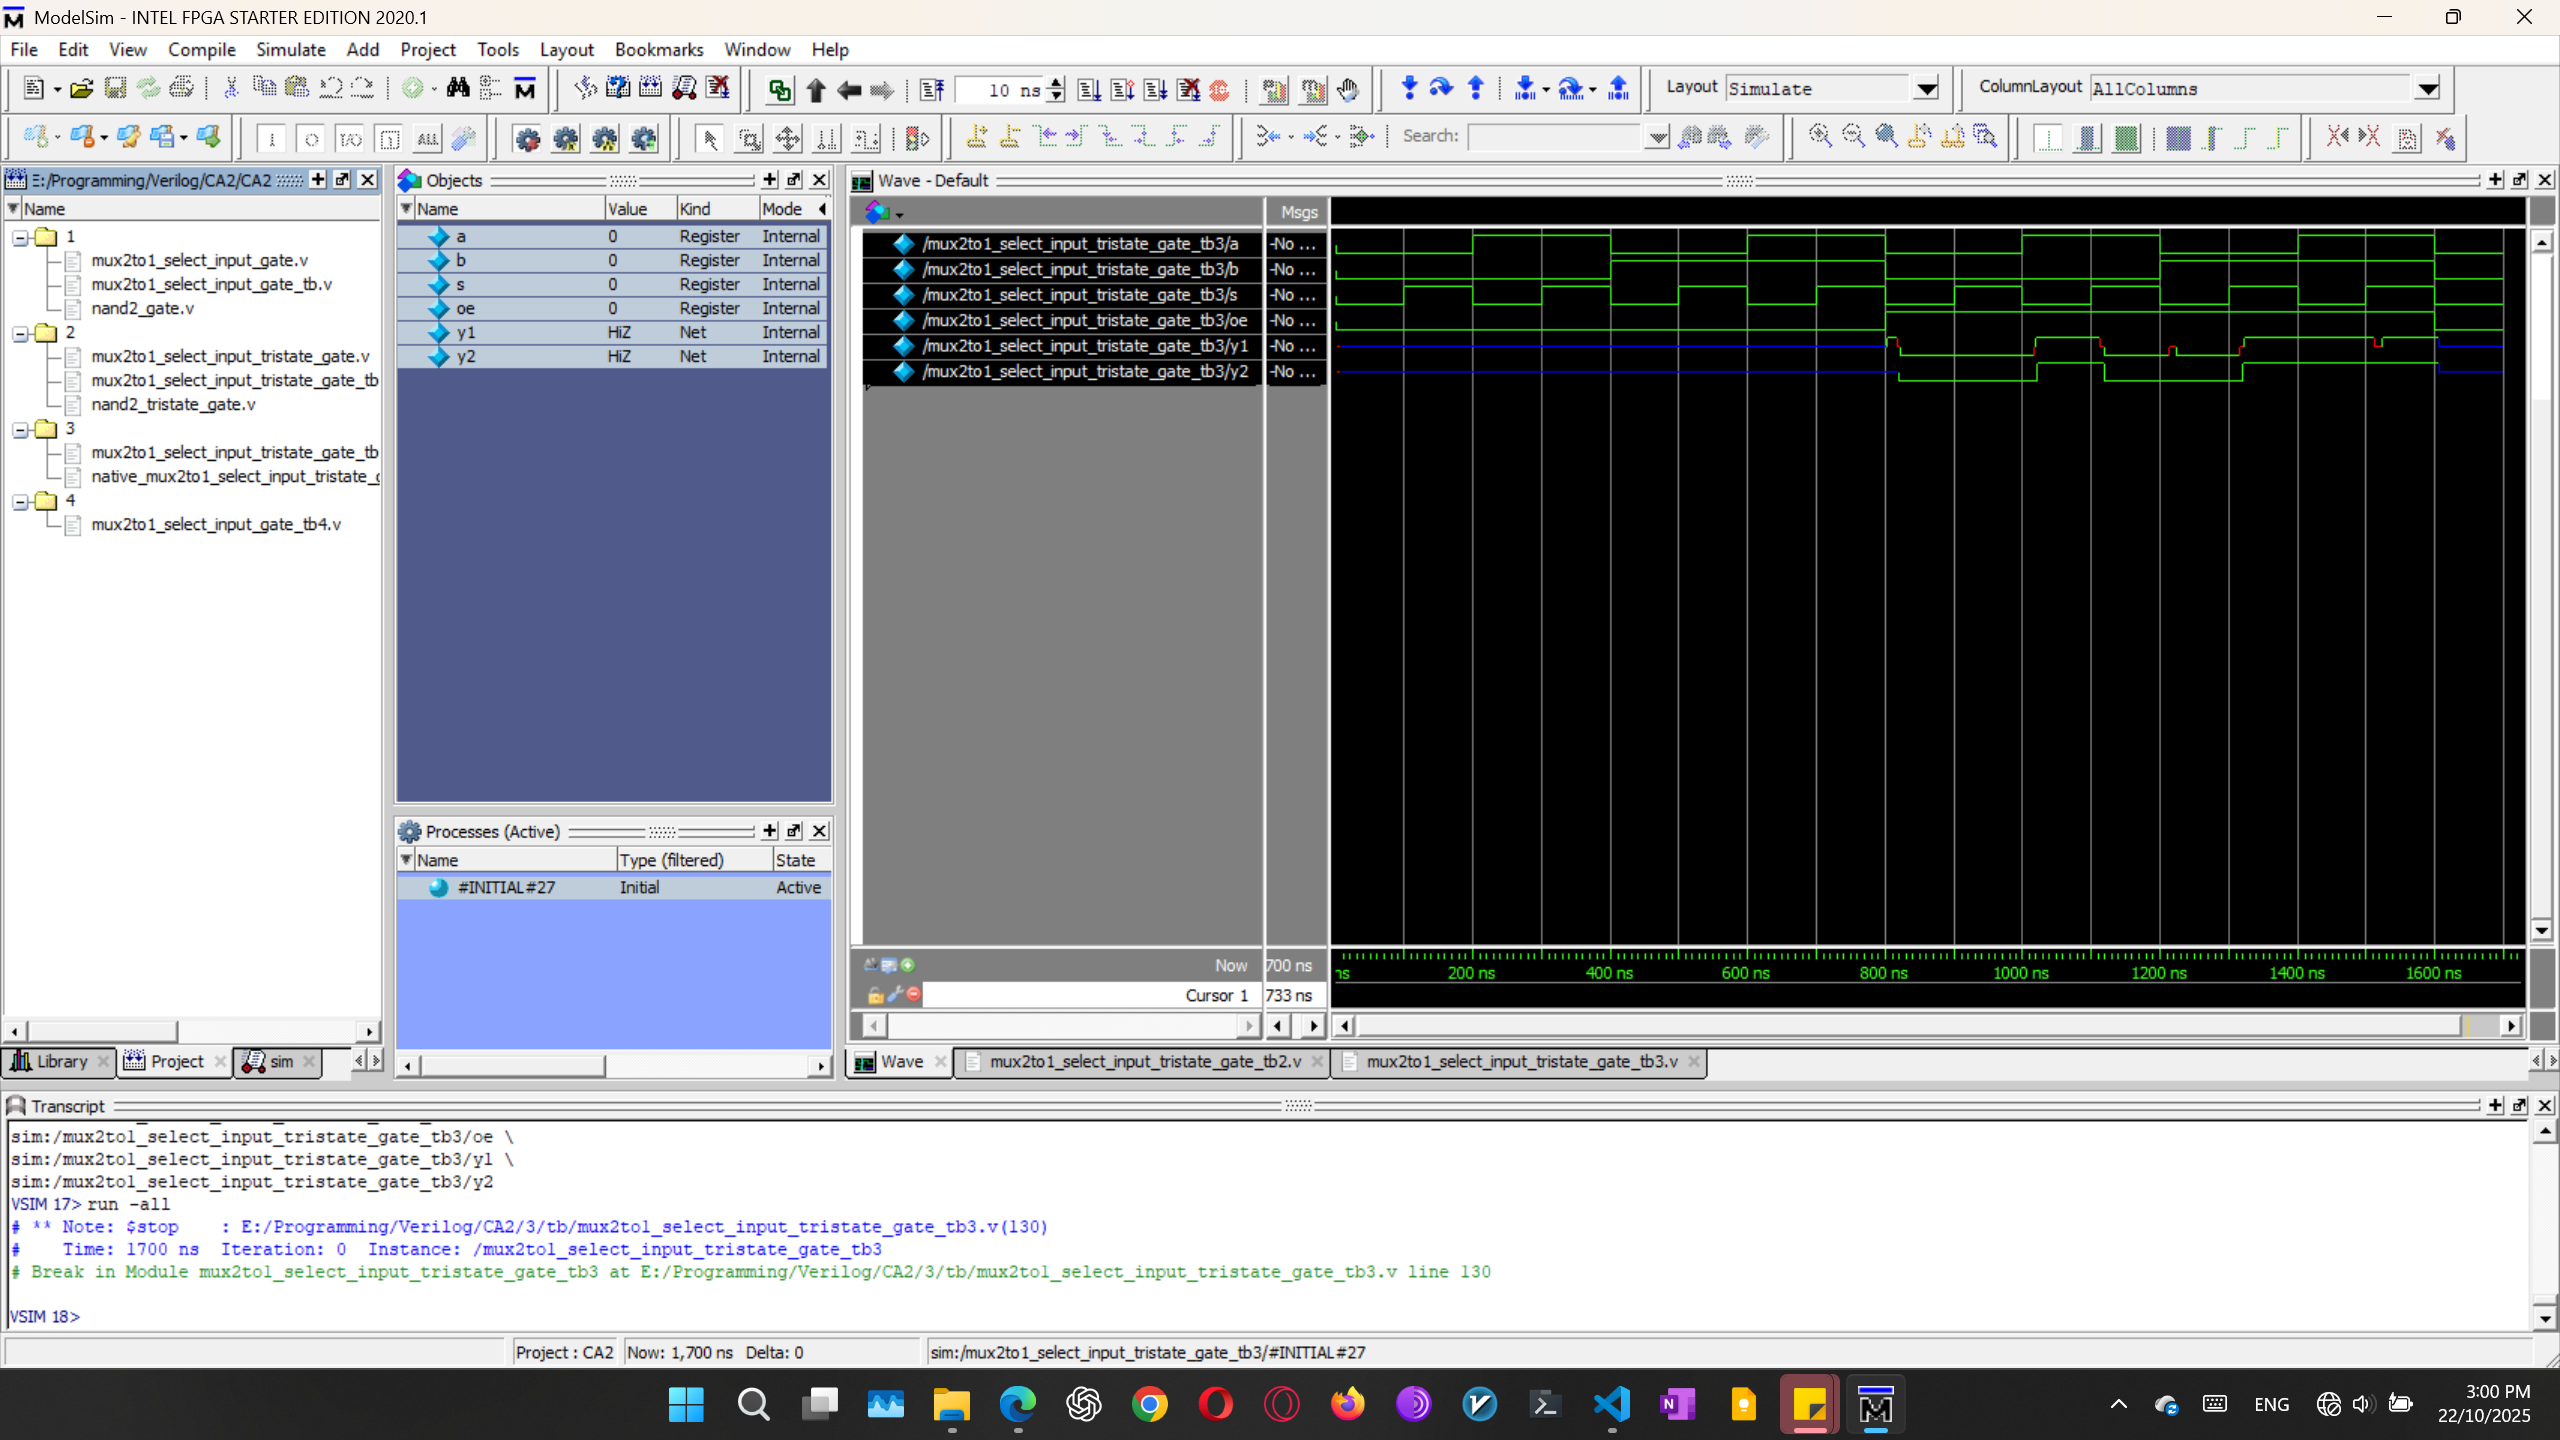 ModelSim - INTEL FPGA STARTER EDITION 2020.1
File Edit View Compile Simulate Add Project Tools Layout Bookmarks Window Help
10 ns
Layout Simulate
ColumnLayout AllColumns
Search:
E:/Programming/Verilog/CA2/CA2
Name
1
mux2to1_select_input_gate.v
mux2to1_select_input_gate_tb.v
nand2_gate.v
2
mux2to1_select_input_tristate_gate.v
mux2to1_select_input_tristate_gate_tb
nand2_tristate_gate.v
3
mux2to1_select_input_tristate_gate_tb
native_mux2to1_select_input_tristate_g
4
mux2to1_select_input_gate_tb4.v
Library Project sim
Objects
Name Value Kind Mode
a 0 Register Internal
b 0 Register Internal
s 0 Register Internal
oe 0 Register Internal
y1 HiZ Net Internal
y2 HiZ Net Internal
Processes (Active)
Name Type (filtered) State
#INITIAL#27 Initial Active
Wave - Default
Msgs
/mux2to1_select_input_tristate_gate_tb3/a -No ...
/mux2to1_select_input_tristate_gate_tb3/b -No ...
/mux2to1_select_input_tristate_gate_tb3/s -No ...
/mux2to1_select_input_tristate_gate_tb3/oe -No ...
/mux2to1_select_input_tristate_gate_tb3/y1 -No ...
/mux2to1_select_input_tristate_gate_tb3/y2 -No ...
Now 700 ns
Cursor 1 733 ns
ns 200 ns 400 ns 600 ns 800 ns 1000 ns 1200 ns 1400 ns 1600 ns
Wave mux2to1_select_input_tristate_gate_tb2.v mux2to1_select_input_tristate_gate_tb3.v
Transcript
sim:/mux2to1_select_input_tristate_gate_tb3/oe \
sim:/mux2to1_select_input_tristate_gate_tb3/y1 \
sim:/mux2to1_select_input_tristate_gate_tb3/y2
VSIM 17> run -all
# ** Note: $stop : E:/Programming/Verilog/CA2/3/tb/mux2to1_select_input_tristate_gate_tb3.v(130)
# Time: 1700 ns Iteration: 0 Instance: /mux2to1_select_input_tristate_gate_tb3
# Break in Module mux2to1_select_input_tristate_gate_tb3 at E:/Programming/Verilog/CA2/3/tb/mux2to1_select_input_tristate_gate_tb3.v line 130
VSIM 18>
Project : CA2 Now: 1,700 ns Delta: 0 sim:/mux2to1_select_input_tristate_gate_tb3/#INITIAL#27
ENG
3:00 PM
22/10/2025